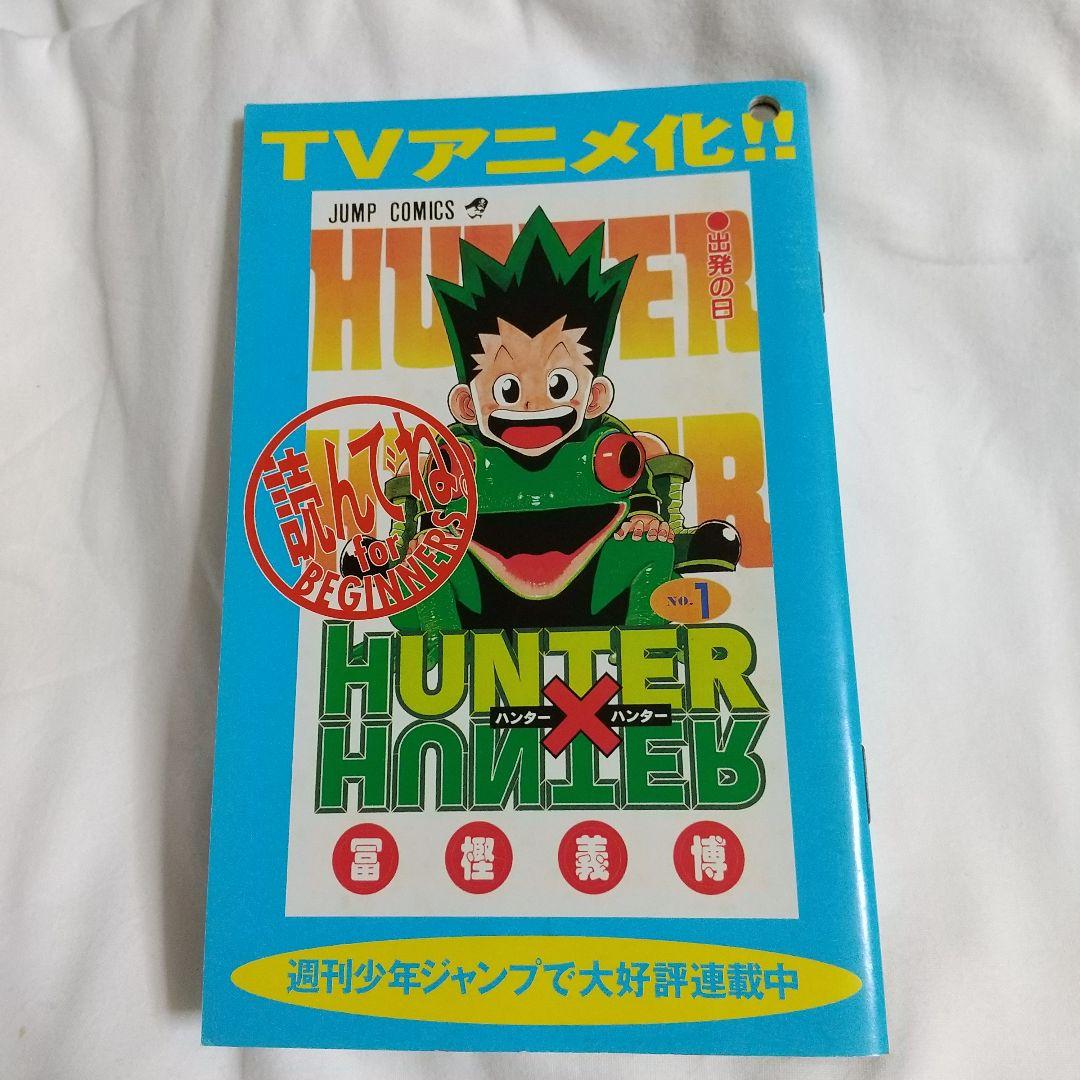 TVアニメ化!!
JUMP COMICS
HUNTER
●出発の日
HUNTER
読んでね
for
BEGINNERS
NO.1
HUNTER
ハンター×ハンター
HUNTER
冨樫義博
週刊少年ジャンプで大好評連載中